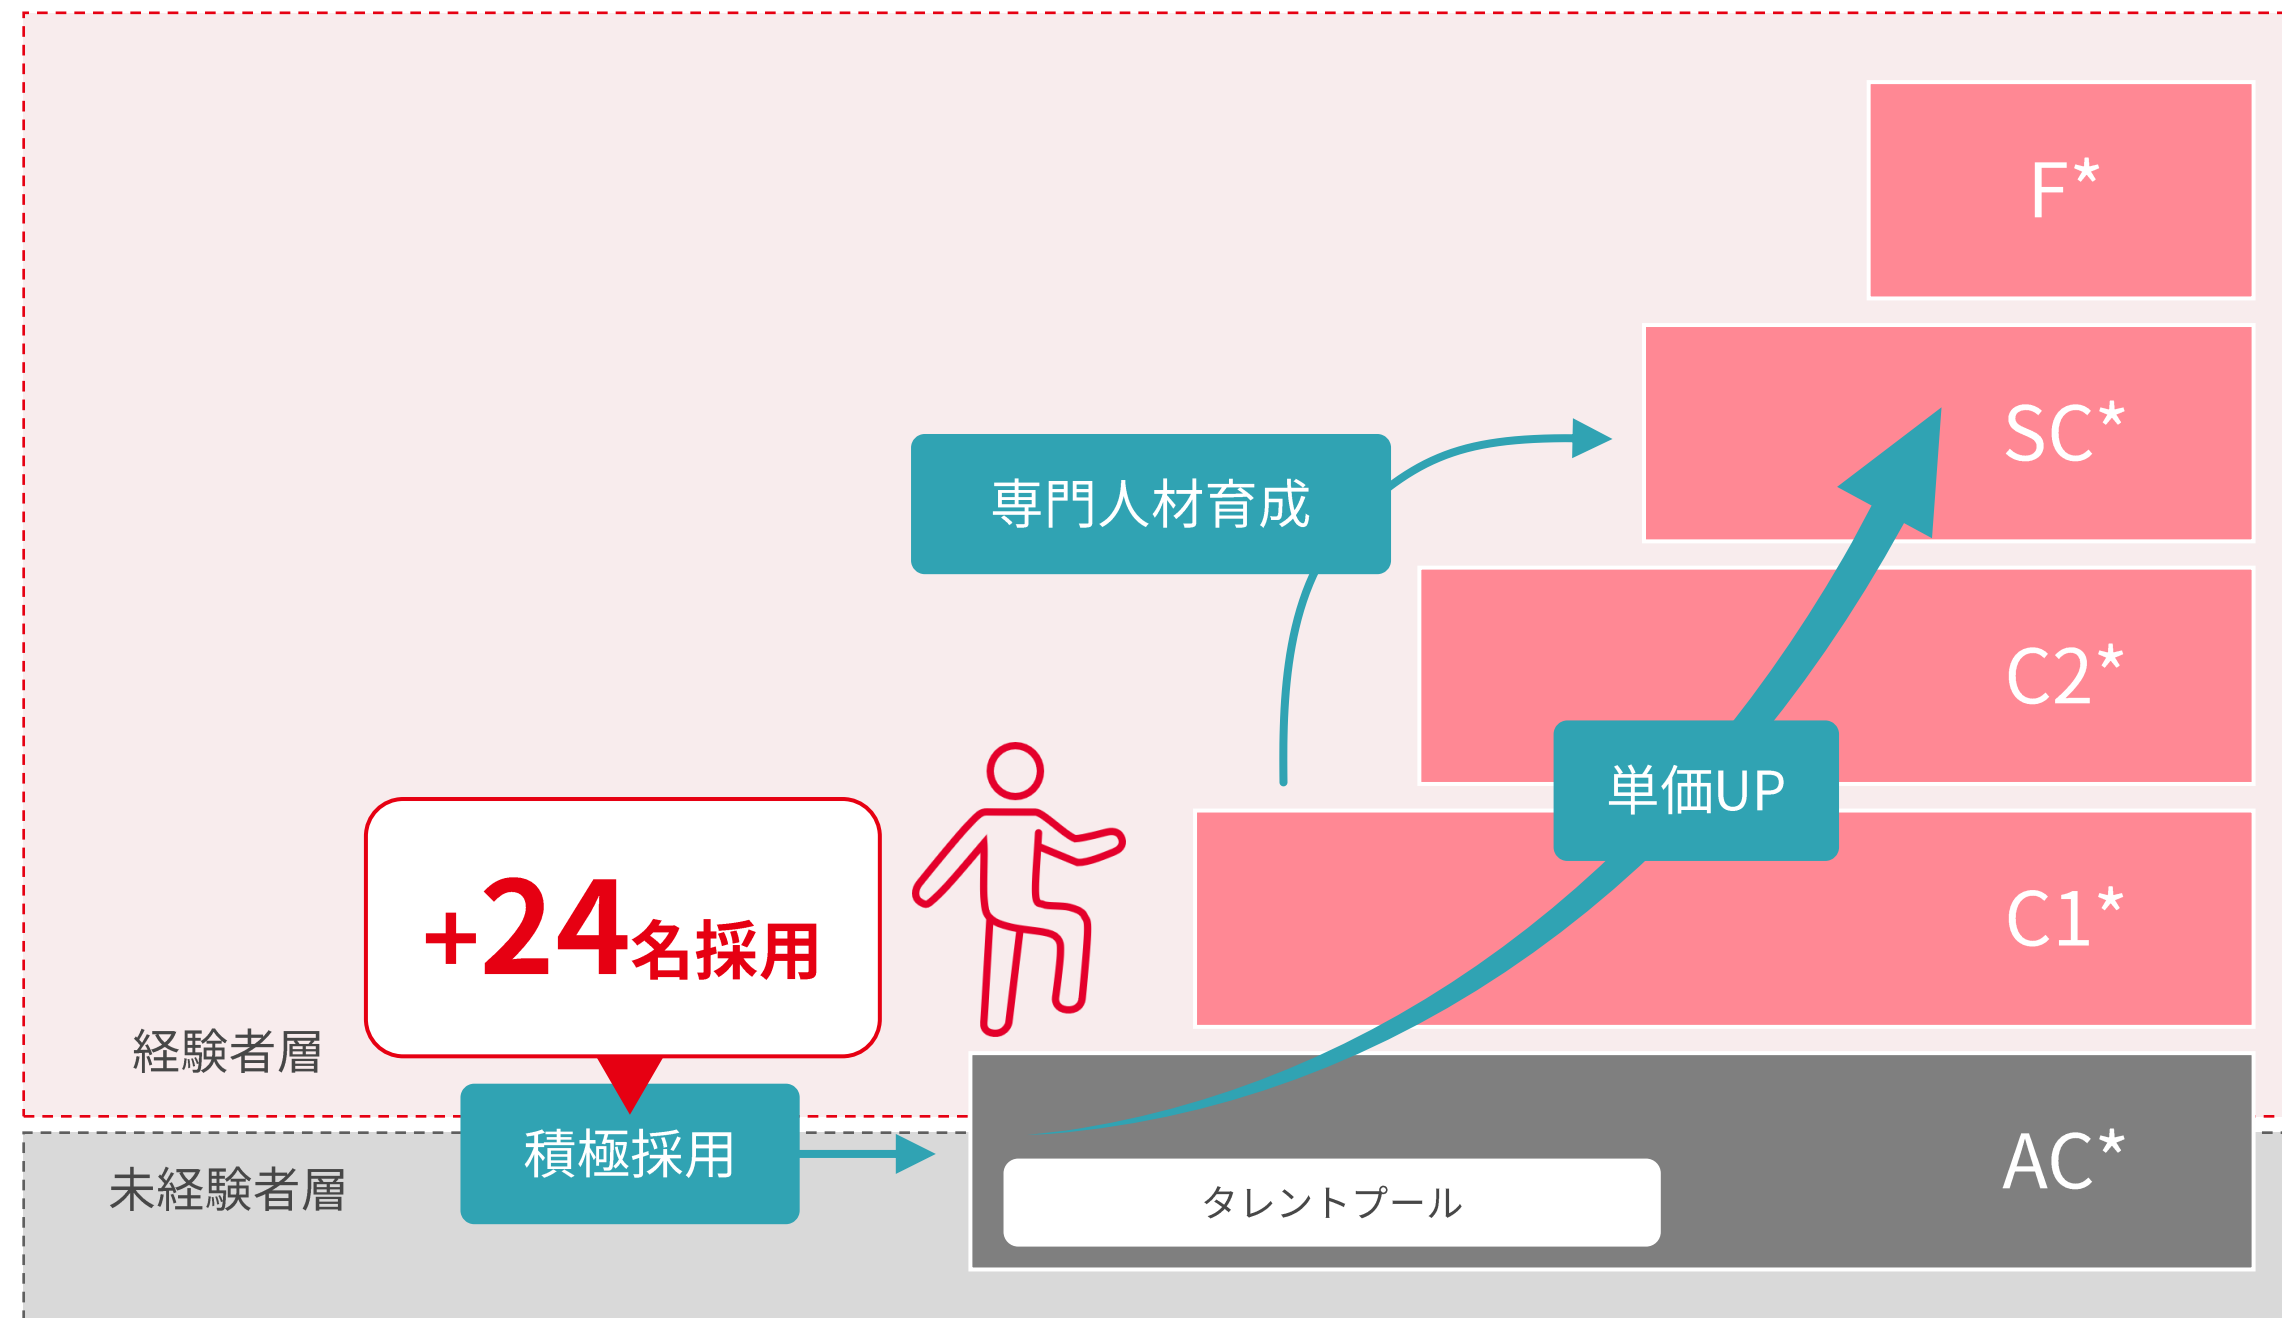 F*
SC*
専門人材育成
C2*
単価UP
C1*
+24名採用
経験者層
積極採用
AC*
未経験者層
タレントプール